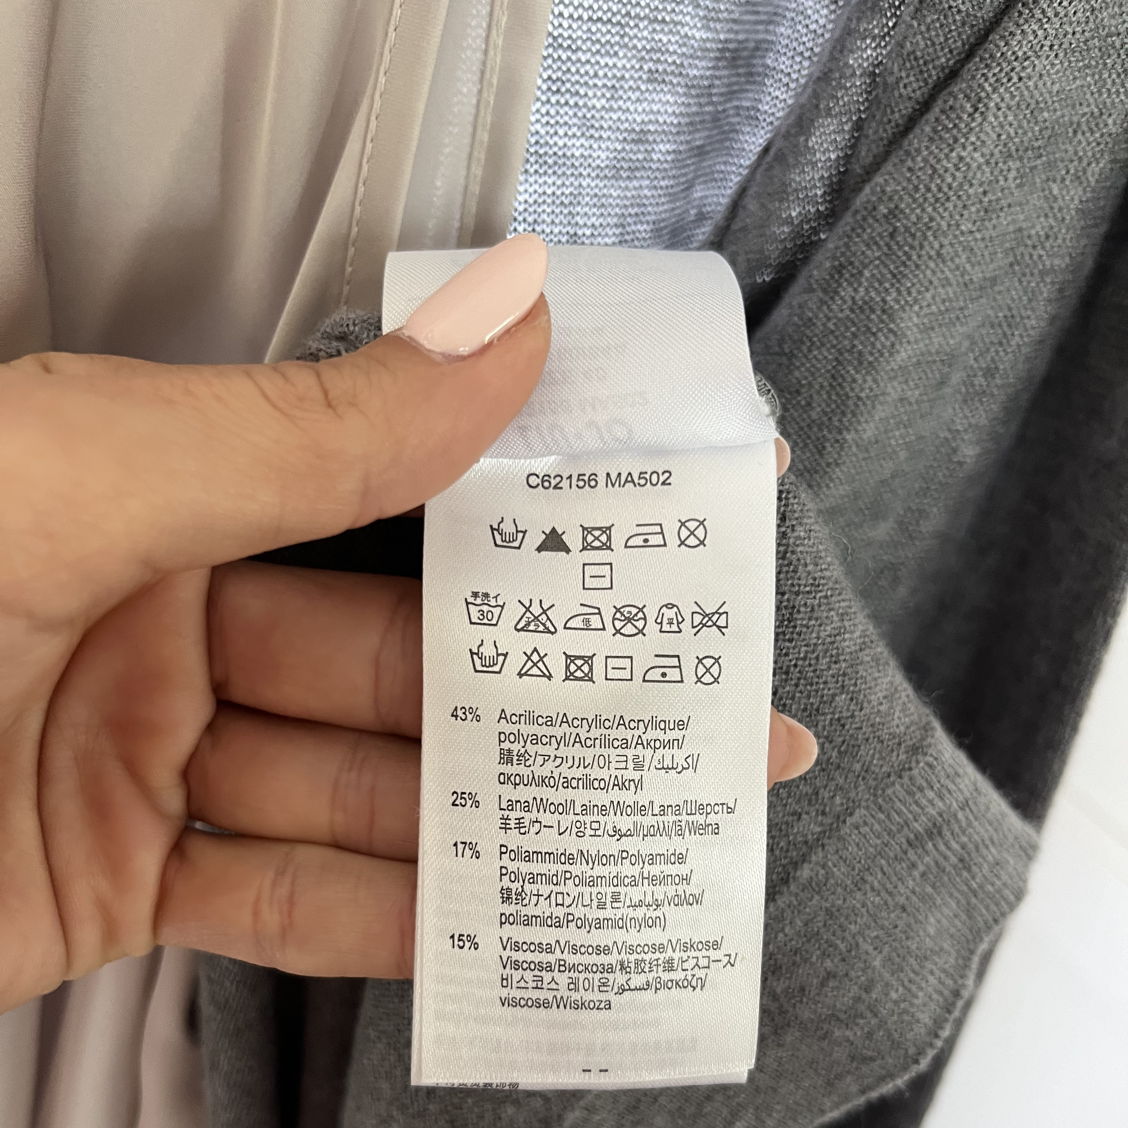 C62156 MA502
手洗イ
30
低
平
43% Acrilica/Acrylic/Acrylique/
polyacryl/Acrílica/Акрил/
腈纶/アクリル/아크릴/اكريليك/
ακρυλικό/acrílico/Akryl
25% Lana/Wool/Laine/Wolle/Lana/Шерсть/
羊毛/ウール/양모/الصوف/μαλλί/lã/Wełna
17% Poliammide/Nylon/Polyamide/
Polyamid/Poliamídica/Нейлон/
锦纶/ナイロン/나일론/بولياميد/νάιλον/
poliamida/Polyamid(nylon)
15% Viscosa/Viscose/Viscose/Viskose/
Viscosa/Вискоза/粘胶纤维/ビスコース/
비스코스 레이온/فسكوز/βισκόζη/
viscose/Wiskoza